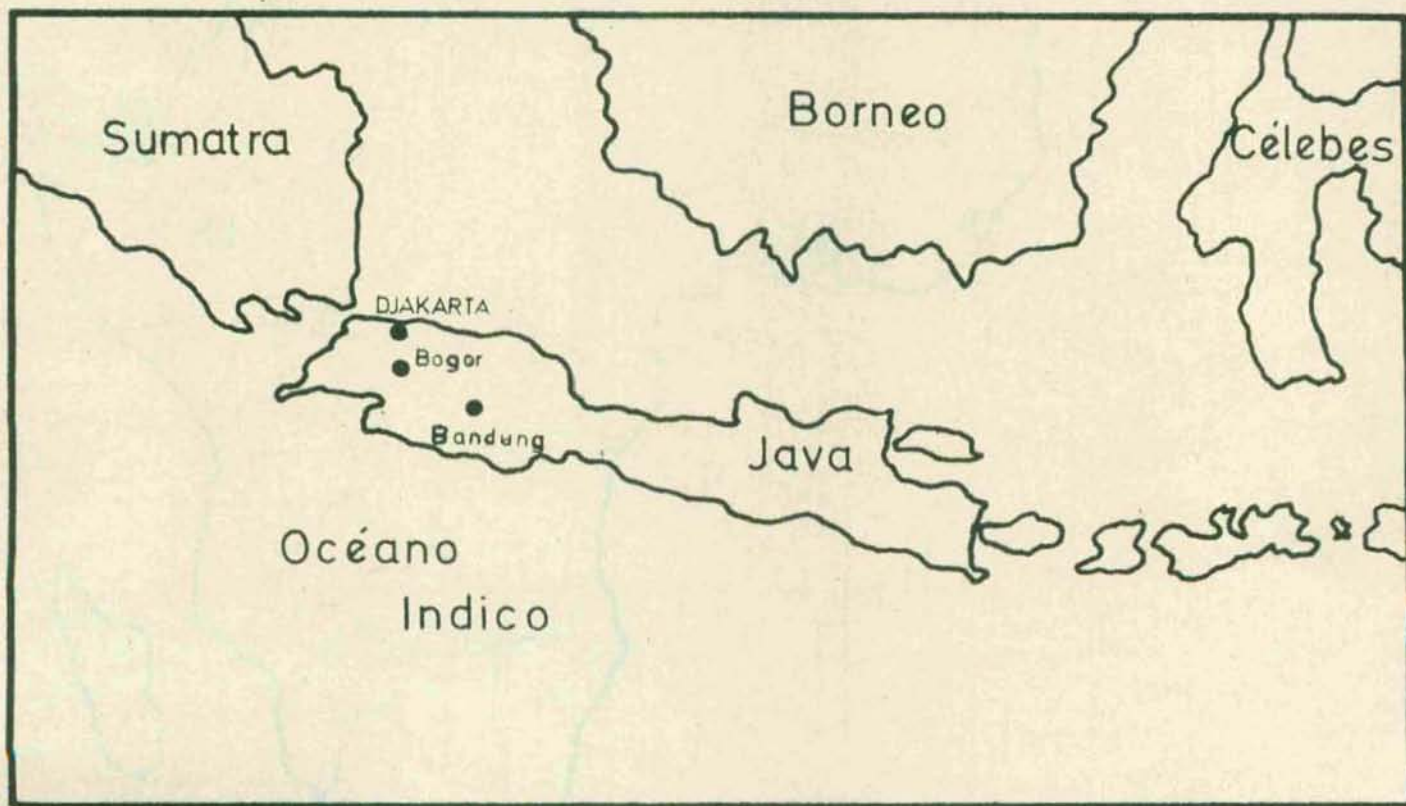 Sumatra
Borneo
Célebes
DJAKARTA
Bogor
Bandung
Java
Océano
Indico